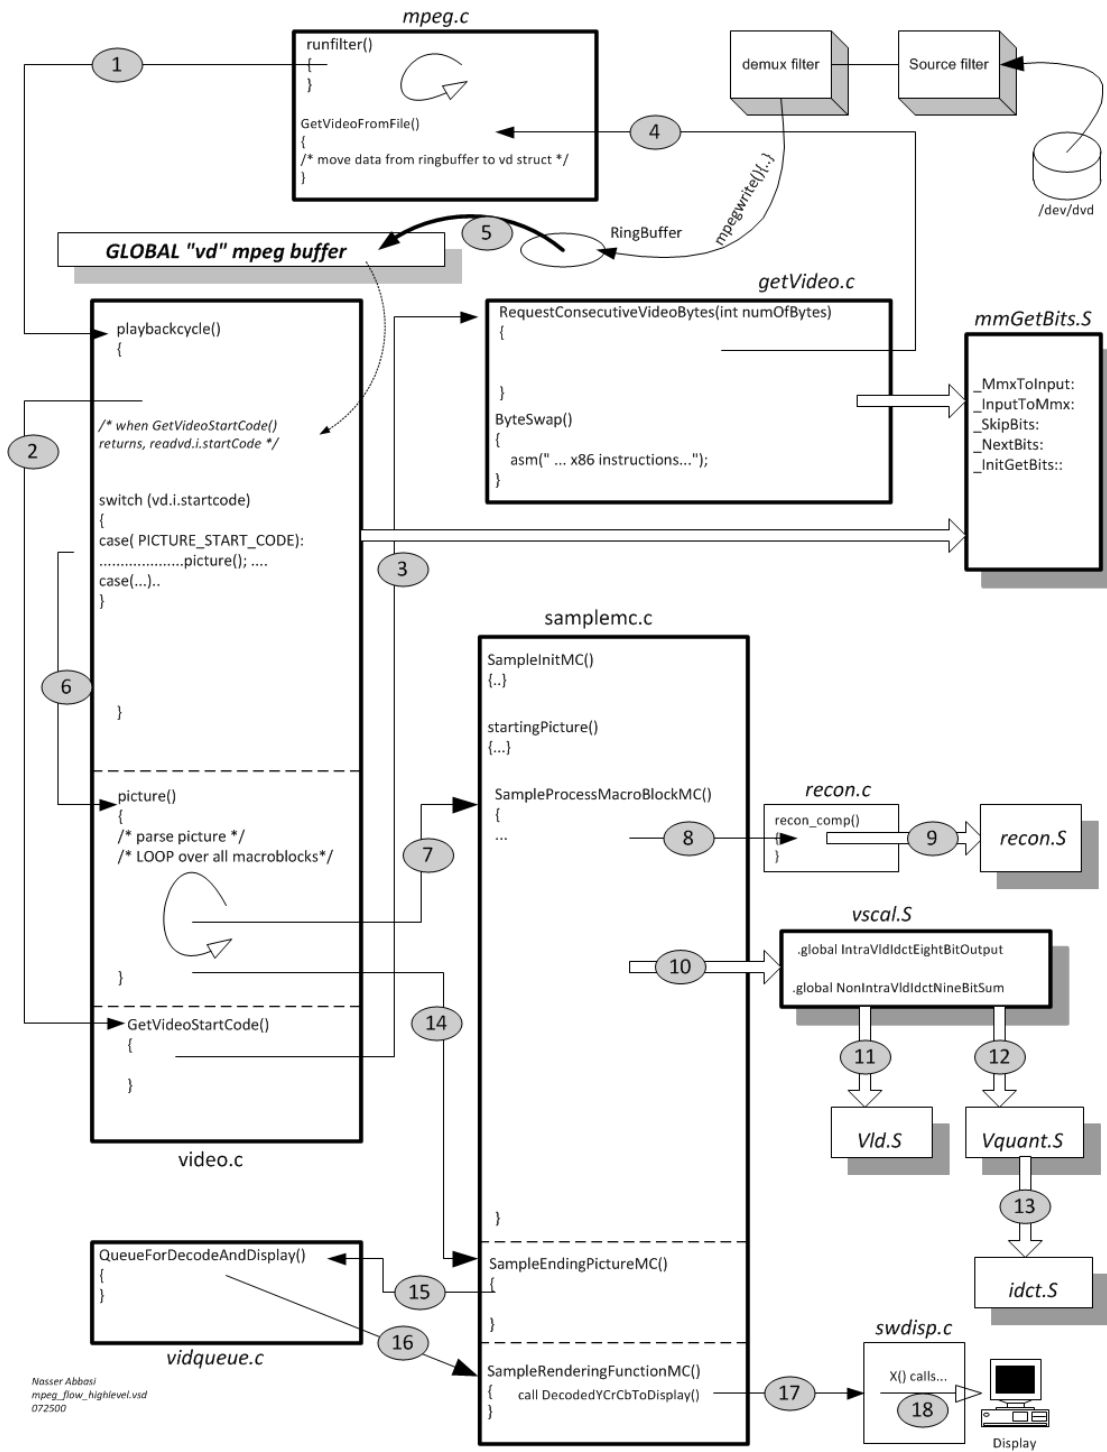 mpeg.c
runfilter()
{
}
GetVideoFromFile()
{
/* move data from ringbuffer to vd struct */
}
1
demux filter
Source filter
/dev/dvd
4
mpegwrite(){..}
5
RingBuffer
GLOBAL "vd" mpeg buffer
getVideo.c
RequestConsecutiveVideoBytes(int numOfBytes)
{
}
ByteSwap()
{
asm(" ... x86 instructions...");
}
mmGetBits.S
_MmxToInput:
_InputToMmx:
_SkipBits:
_NextBits:
_InitGetBits::
playbackcycle()
{
2
/* when GetVideoStartCode()
returns, readvd.i.startCode */
switch (vd.i.startcode)
{
case( PICTURE_START_CODE):
....................picture(); ....
case(...)..
}
3
6
}
picture()
{
/* parse picture */
/* LOOP over all macroblocks*/
}
7
14
GetVideoStartCode()
{
}
video.c
samplemc.c
SampleInitMC()
{..}
startingPicture()
{...}
SampleProcessMacroBlockMC()
{
...
}
8
recon.c
recon_comp()
{
}
9
recon.S
vscal.S
.global IntraVldIdctEightBitOutput
.global NonIntraVldIdctNineBitSum
10
11
12
Vld.S
Vquant.S
13
idct.S
QueueForDecodeAndDisplay()
{
}
vidqueue.c
15
16
SampleEndingPictureMC()
{
}
SampleRenderingFunctionMC()
{ call DecodedYCrCbToDisplay()
}
17
swdisp.c
X() calls...
18
Display
Nasser Abbasi
mpeg_flow_highlevel.vsd
072500